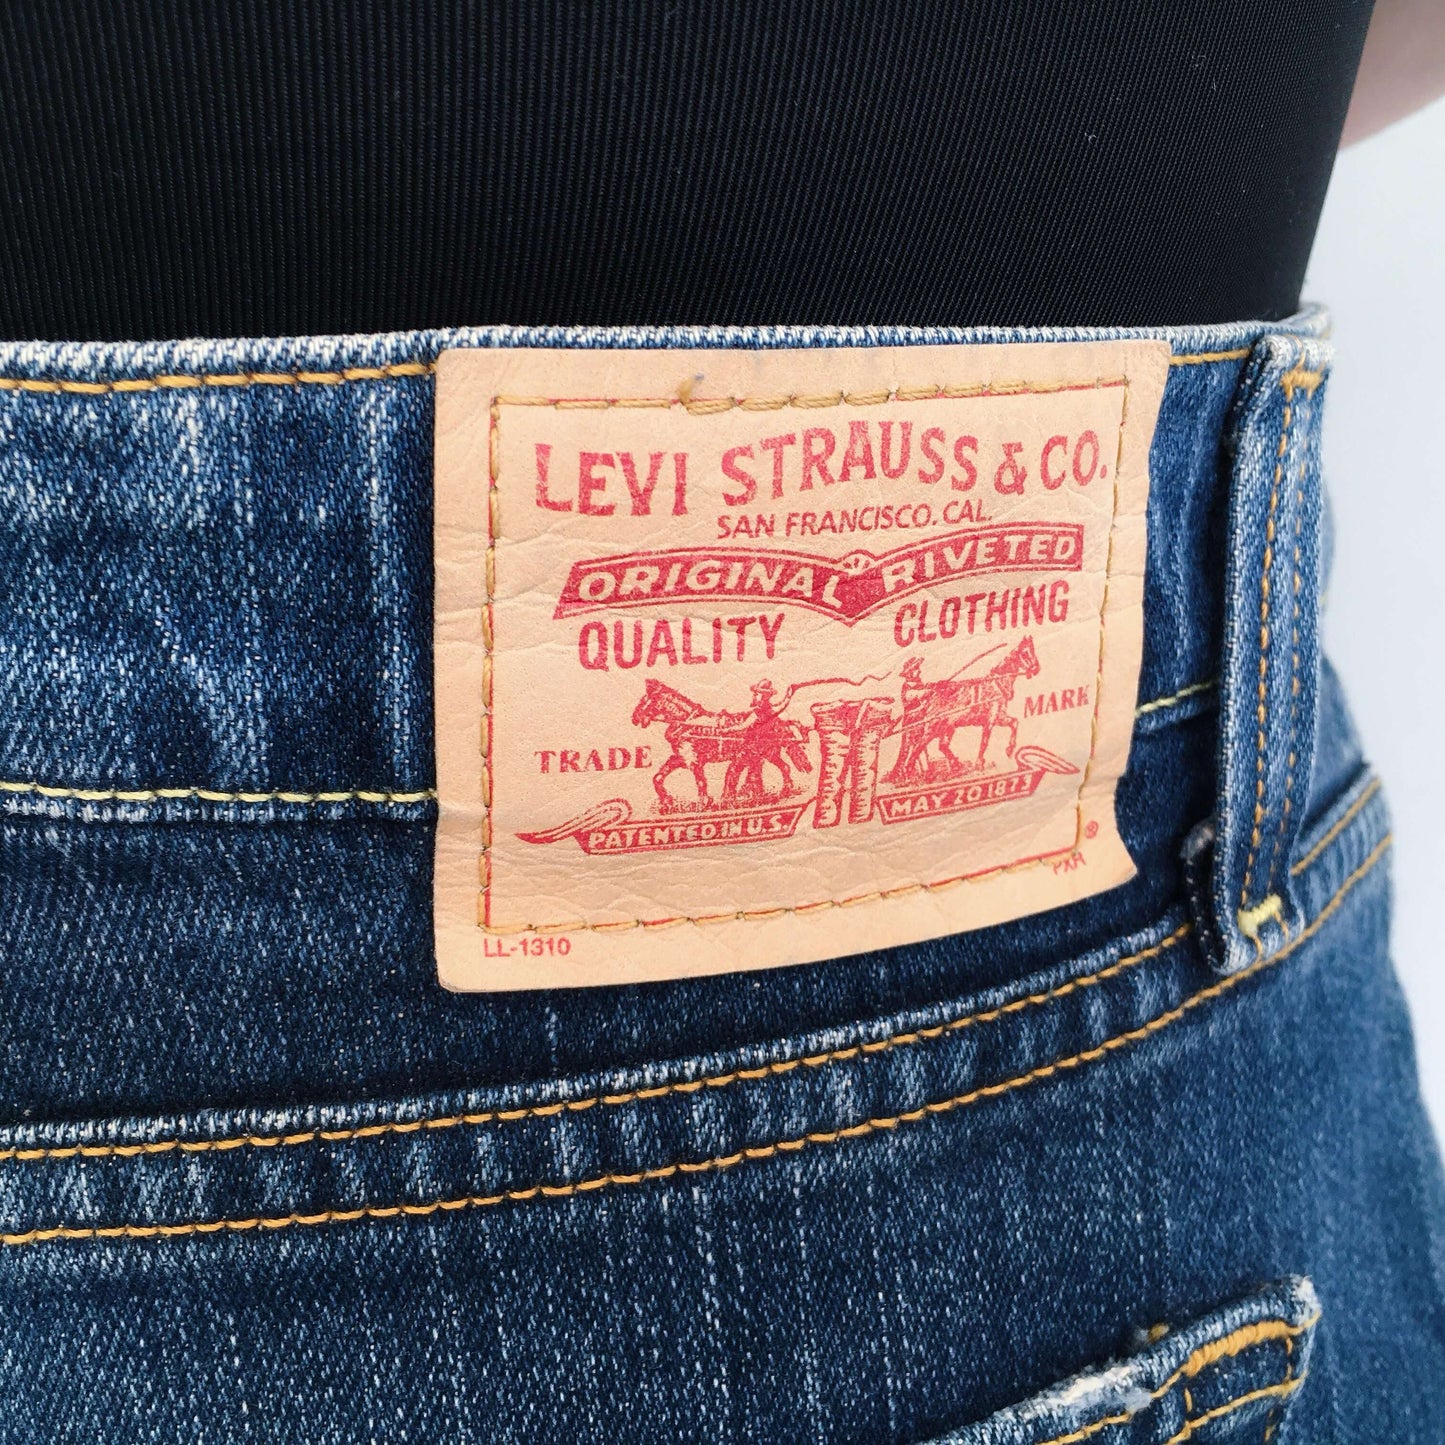 LEVI STRAUSS & CO.
SAN FRANCISCO. CAL.
ORIGINAL RIVETED
QUALITY CLOTHING
TRADE MARK
PATENTED IN U.S. MAY 20 1873
®
LL-1310